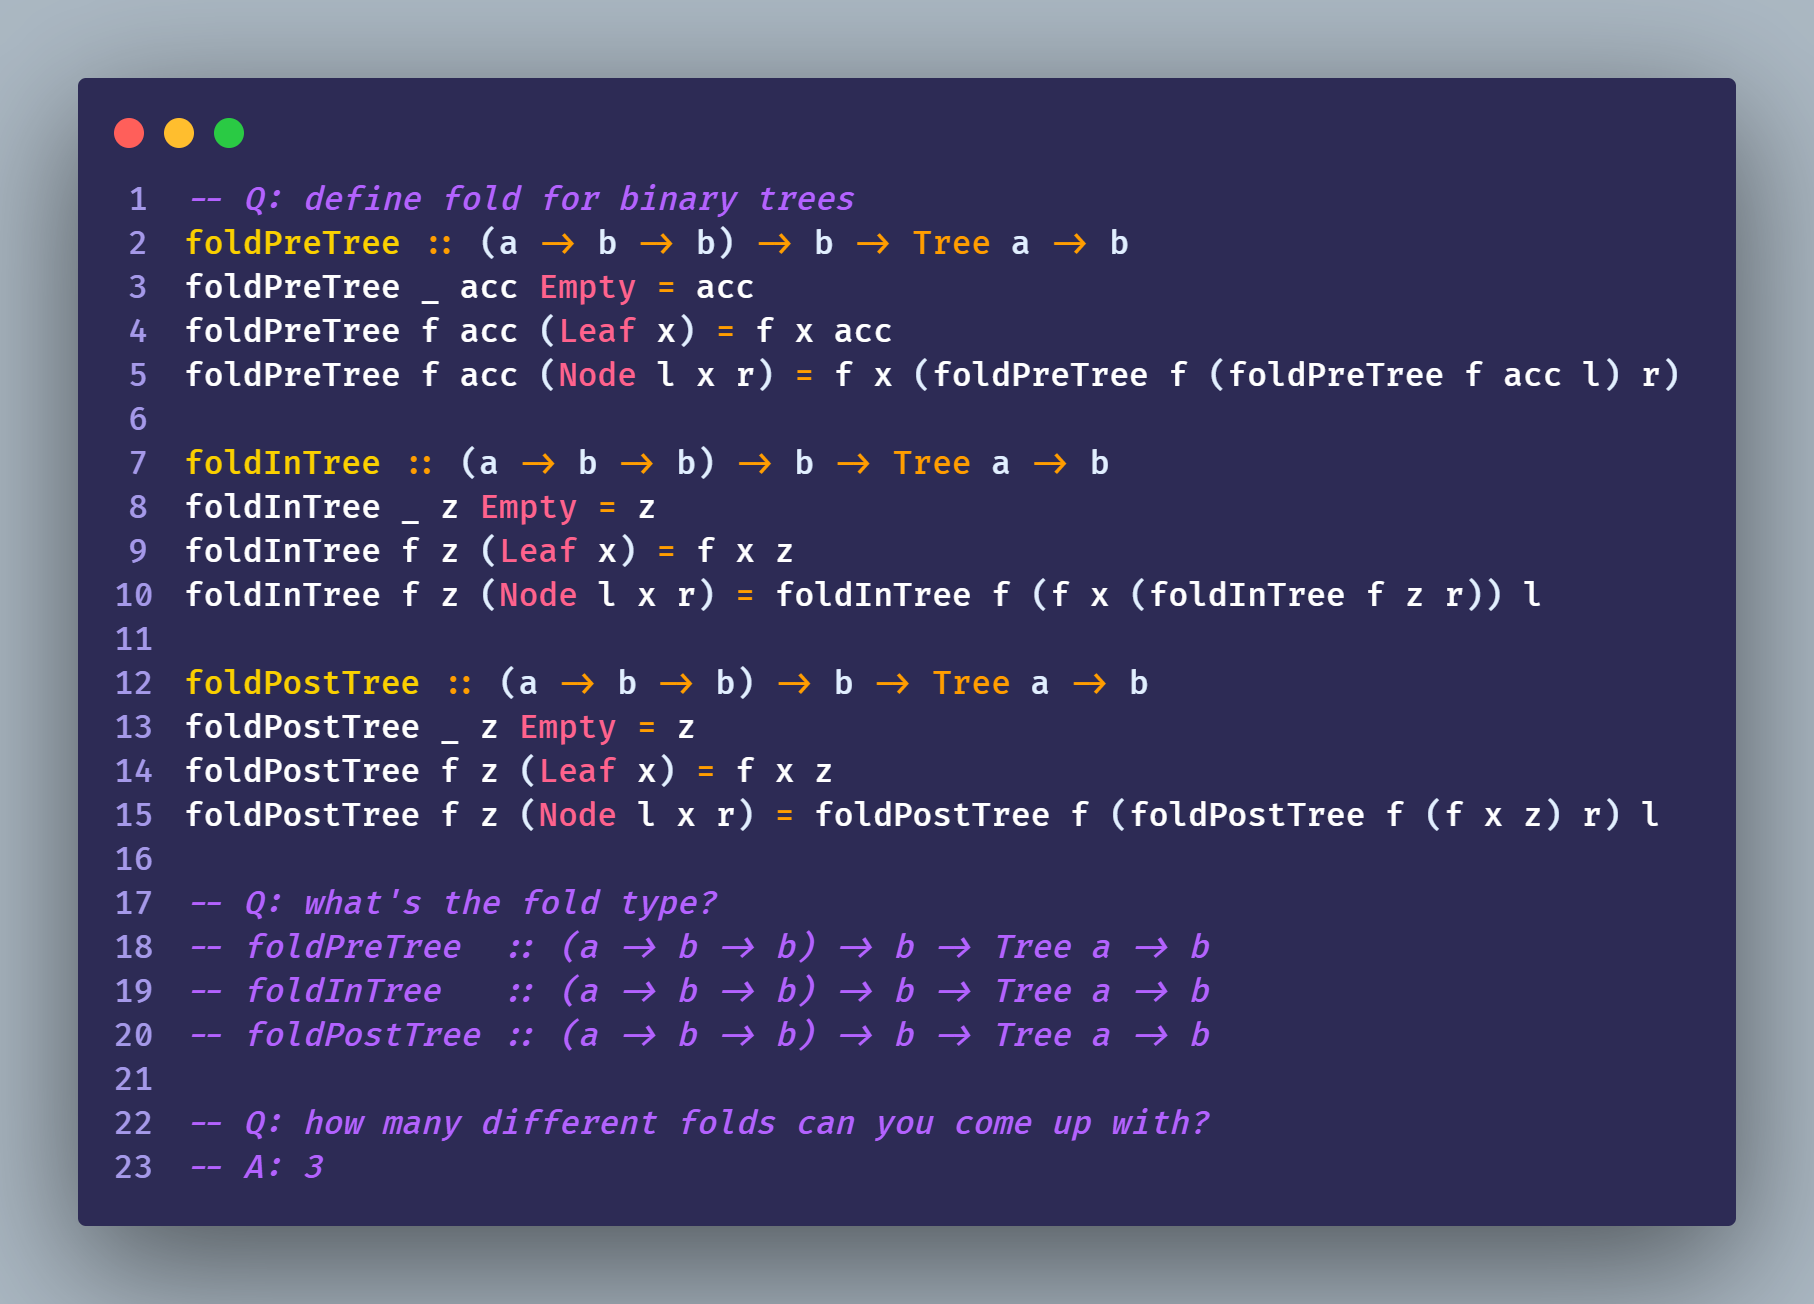 1 -- Q: define fold for binary trees
2 foldPreTree :: (a -> b -> b) -> b -> Tree a -> b
3 foldPreTree _ acc Empty = acc
4 foldPreTree f acc (Leaf x) = f x acc
5 foldPreTree f acc (Node l x r) = f x (foldPreTree f (foldPreTree f acc l) r)
6
7 foldInTree :: (a -> b -> b) -> b -> Tree a -> b
8 foldInTree _ z Empty = z
9 foldInTree f z (Leaf x) = f x z
10 foldInTree f z (Node l x r) = foldInTree f (f x (foldInTree f z r)) l
11
12 foldPostTree :: (a -> b -> b) -> b -> Tree a -> b
13 foldPostTree _ z Empty = z
14 foldPostTree f z (Leaf x) = f x z
15 foldPostTree f z (Node l x r) = foldPostTree f (foldPostTree f (f x z) r) l
16
17 -- Q: what's the fold type?
18 -- foldPreTree  :: (a -> b -> b) -> b -> Tree a -> b
19 -- foldInTree   :: (a -> b -> b) -> b -> Tree a -> b
20 -- foldPostTree :: (a -> b -> b) -> b -> Tree a -> b
21
22 -- Q: how many different folds can you come up with?
23 -- A: 3